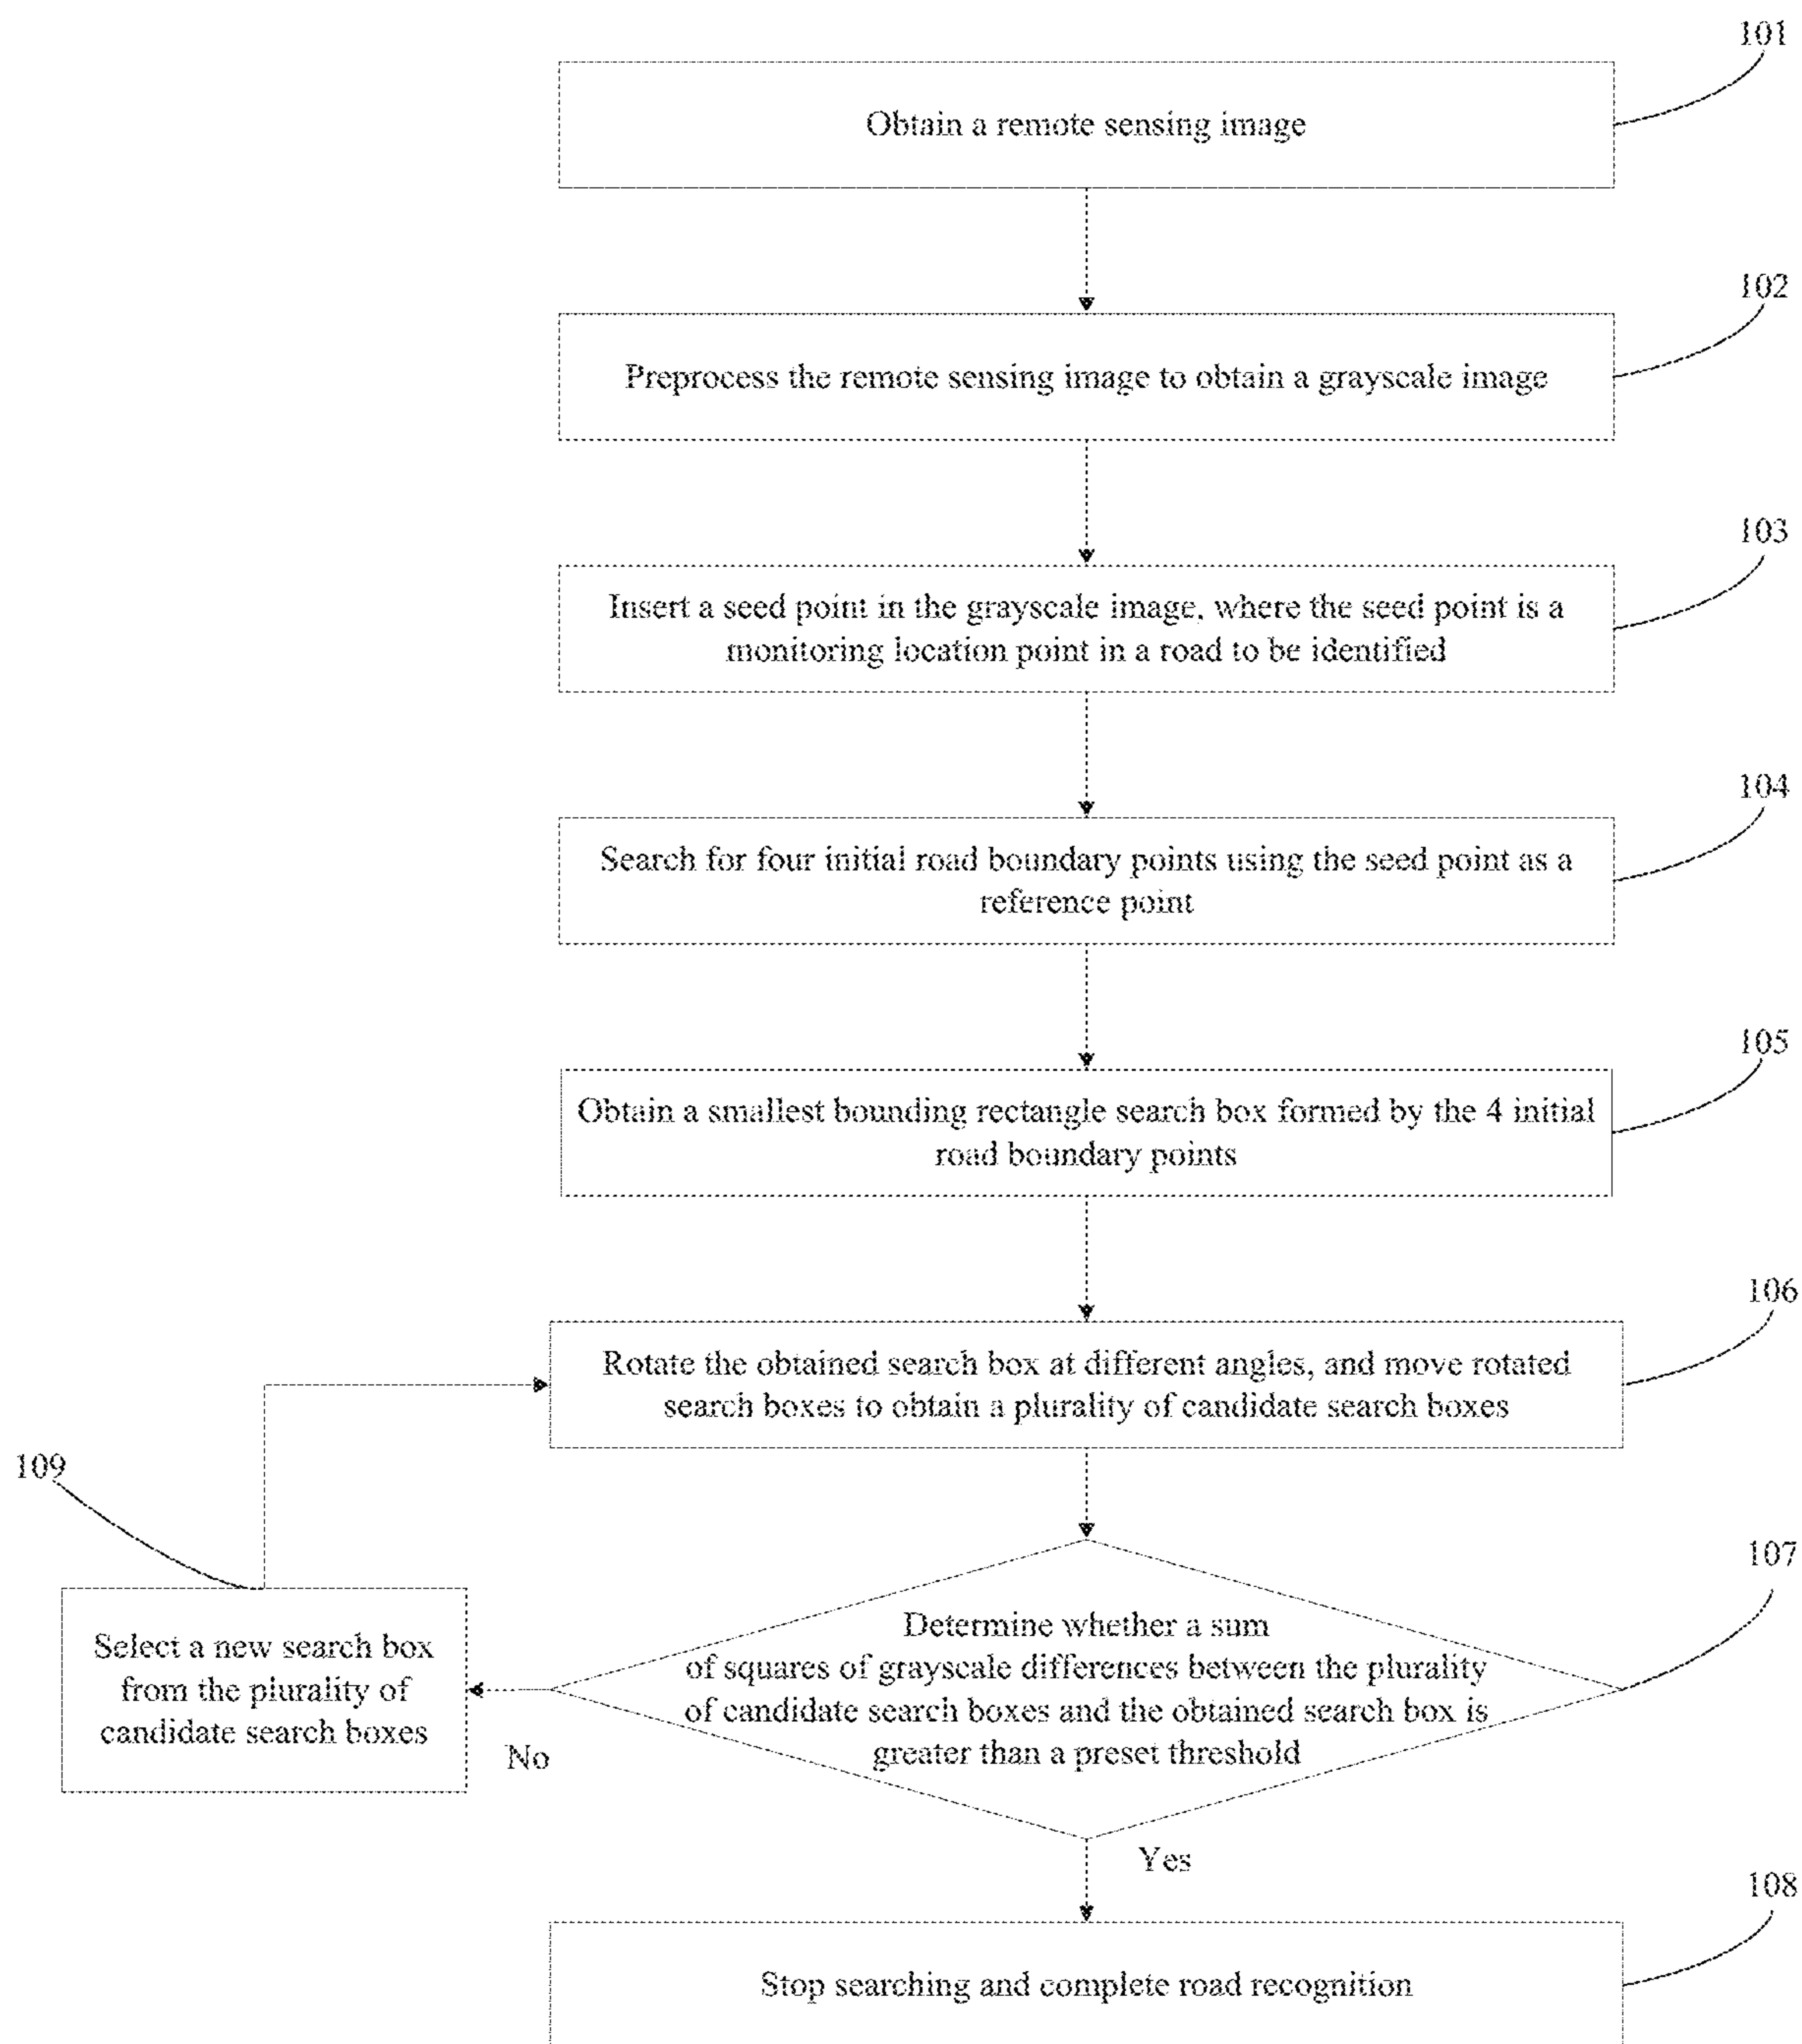 101
Obtain a remote sensing image
102
Preprocess the remote sensing image to obtain a grayscale image
103
Insert a seed point in the grayscale image, where the seed point is a
monitoring location point in a road to be identified
104
Search for four initial road boundary points using the seed point as a
reference point
105
Obtain a smallest bounding rectangle search box formed by the 4 initial
road boundary points
106
Rotate the obtained search box at different angles, and move rotated
search boxes to obtain a plurality of candidate search boxes
109
107
Select a new search box
from the plurality of
candidate search boxes
No
Determine whether a sum
of squares of grayscale differences between the plurality
of candidate search boxes and the obtained search box is
greater than a preset threshold
Yes
108
Stop searching and complete road recognition